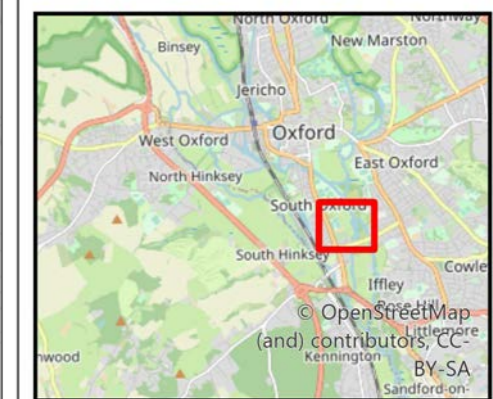 North Oxford
Northway
Binsey
New Marston
Jericho
Oxford
West Oxford
East Oxford
North Hinksey
South Oxford
South Hinksey
Cowle
Iffley
Rose Hill
© OpenStreetMap
Littlemore
(and) contributors, CC-
Kennington
nwood
BY-SA
Sandford-on-